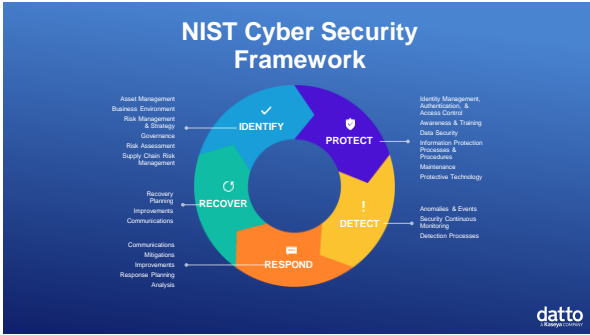 NIST Cyber Security
Framework
Asset Management
Business Environment
Risk Management
& Strategy
Governance
Risk Assessment
Supply Chain Risk
Management
IDENTIFY
Identity Management,
Authentication, &
Access Control
Awareness & Training
Data Security
Information Protection
Processes &
Procedures
Maintenance
Protective Technology
PROTECT
Anomalies & Events
Security Continuous
Monitoring
Detection Processes
DETECT
Communications
Mitigations
Improvements
Response Planning
Analysis
RESPOND
Recovery
Planning
Improvements
Communications
RECOVER
datto
A Kaseya COMPANY